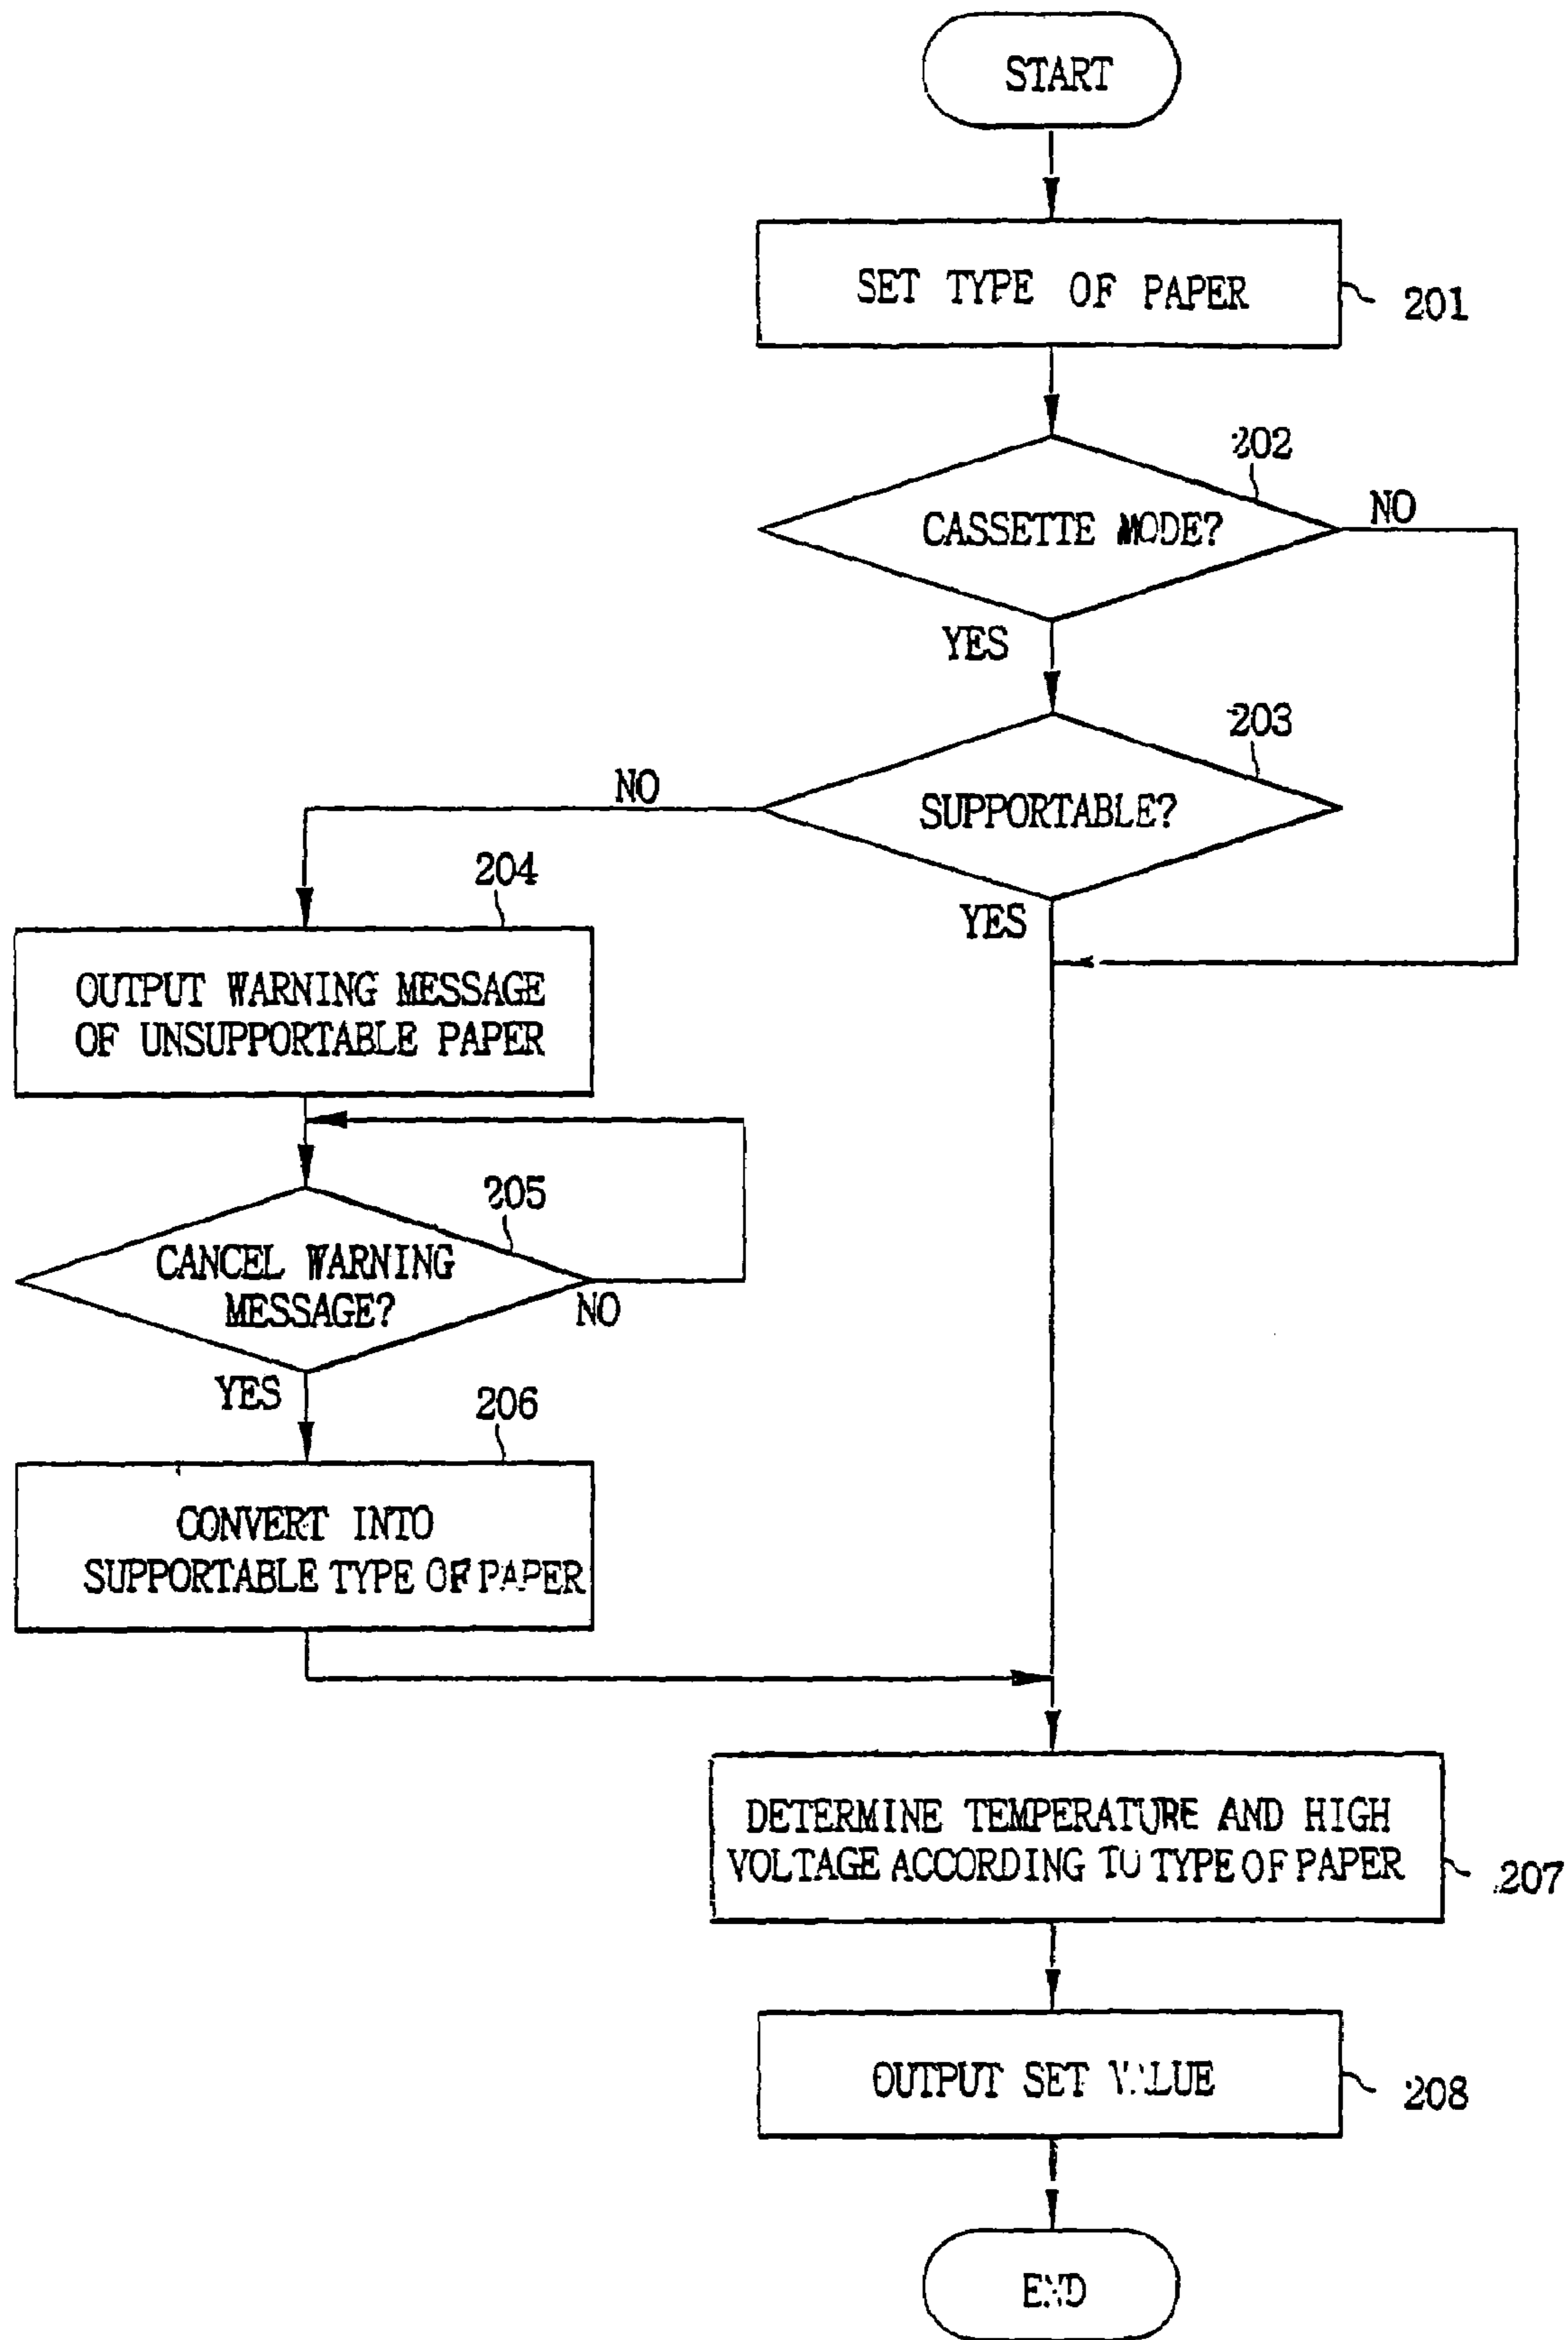 START
SET TYPE OF PAPER
201
202
CASSETTE MODE?
NO
YES
203
SUPPORTABLE?
NO
YES
204
OUTPUT WARNING MESSAGE
OF UNSUPPORTABLE PAPER
205
CANCEL WARNING
MESSAGE?
NO
YES
206
CONVERT INTO
SUPPORTABLE TYPE OF PAPER
DETERMINE TEMPERATURE AND HIGH
VOLTAGE ACCORDING TO TYPE OF PAPER
207
OUTPUT SET VALUE
208
END